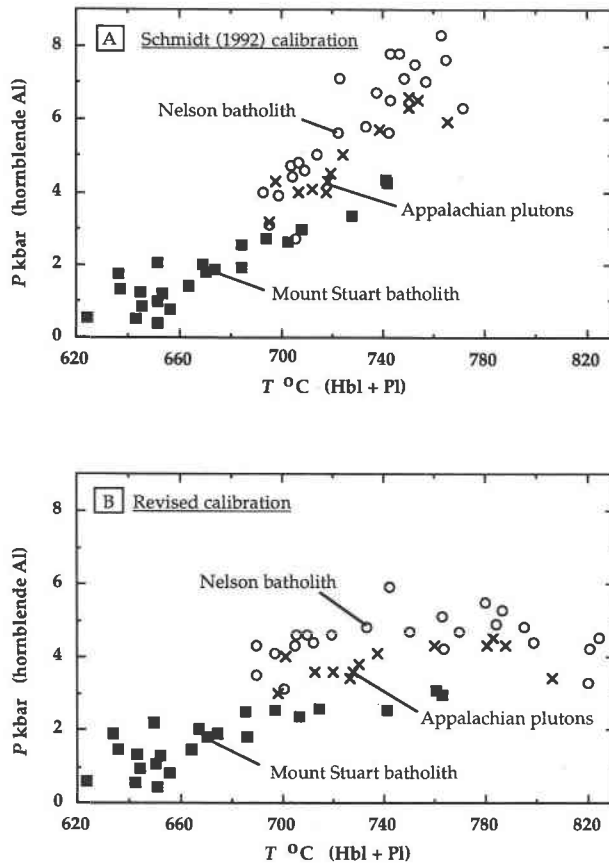 A Schmidt (1992) calibration
8
6
4
2
0
P kbar (hornblende Al)
Nelson batholith
Appalachian plutons
Mount Stuart batholith
620 660 700 740 780 820
T °C (Hbl + Pl)
B Revised calibration
8
6
4
2
0
P kbar (hornblende Al)
Nelson batholith
Appalachian plutons
Mount Stuart batholith
620 660 700 740 780 820
T °C (Hbl + Pl)